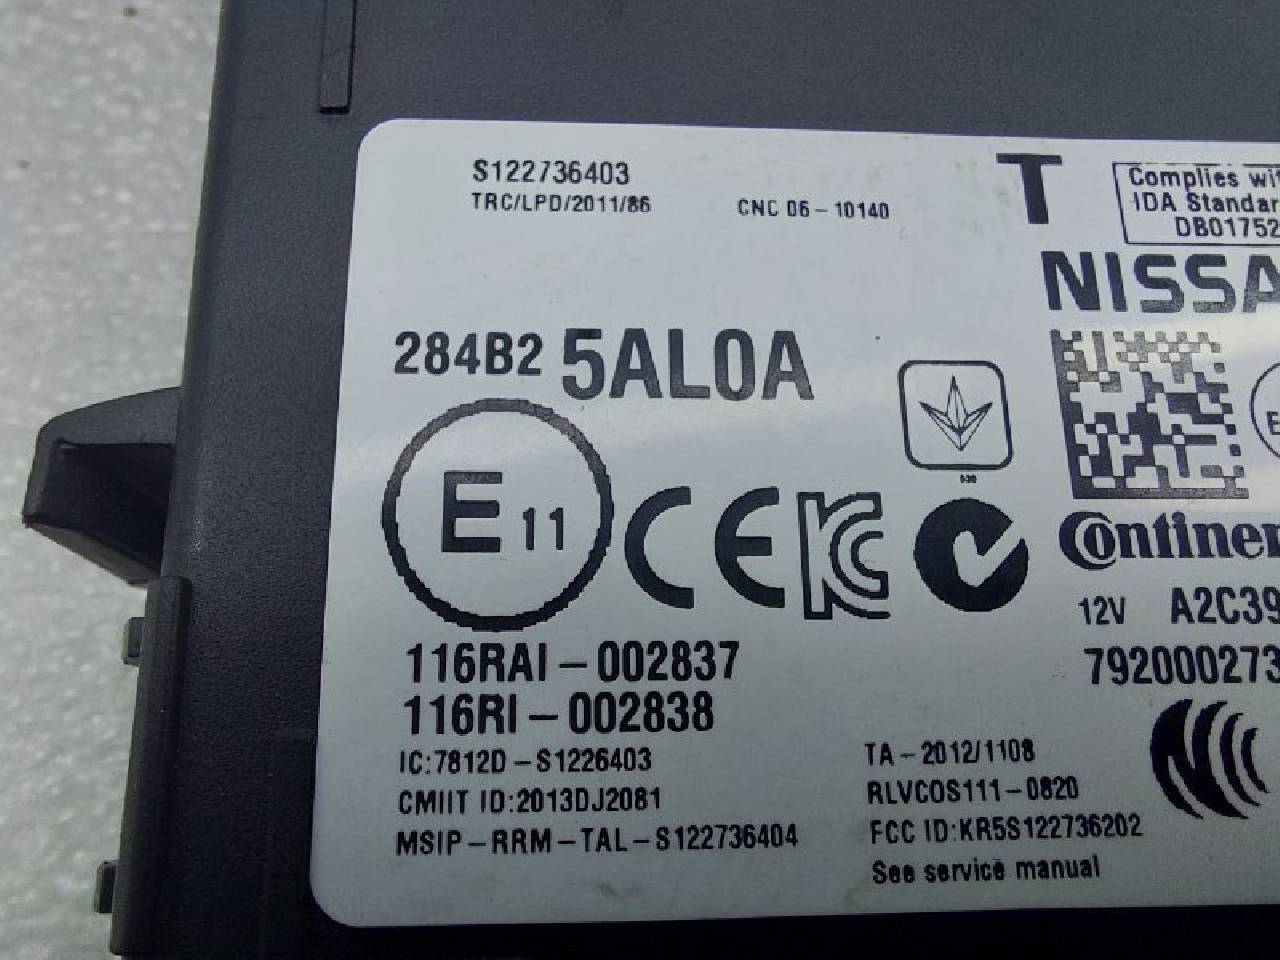 S122736403
TRC/LPD/2011/86
CNC 06-10140
T
Complies wi
IDA Standar
DB01752
NISSA
284B2 5AL0A
E 11
CE
KC
E
Continen
12V A2C39
792000273
116RAI-002837
116RI-002838
IC:7812D-S1226403
CMIIT ID:2013DJ2081
MSIP-RRM-TAL-S122736404
TA-2012/1108
RLVCOS111-0820
FCC ID:KR5S122736202
See service manual